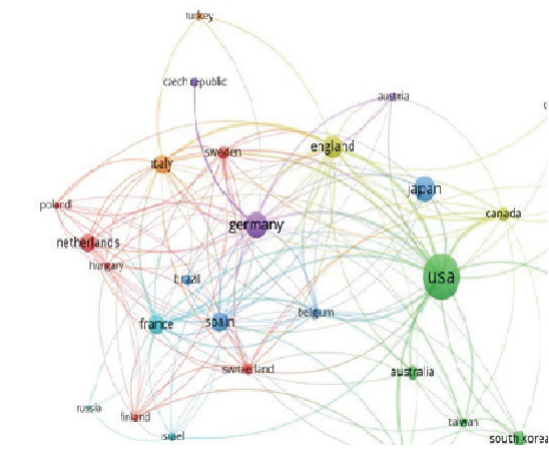 turkey
czech republic
austria
england
sweden
italy
japan
poland
canada
germany
netherlands
hungary
usa
brazil
belgium
spain
france
switzerland
australia
russia
finland
taiwan
israel
south korea